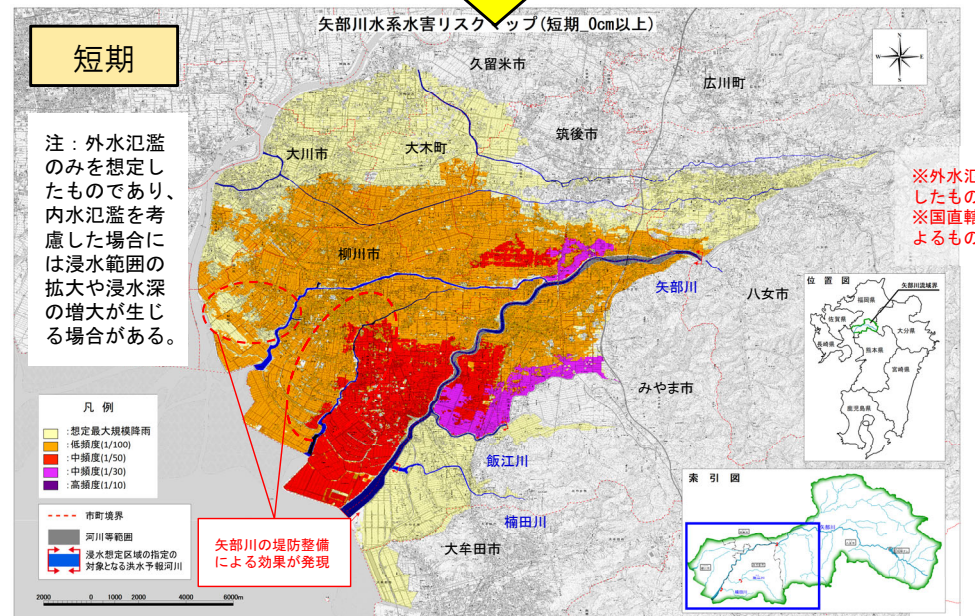 矢部川水系水害リスクマップ(短期_0cm以上)
短期
久留米市
広川町
筑後市
大川市
大木町
注：外水氾濫
のみを想定し
たものであり、
内水氾濫を考
慮した場合に
は浸水範囲の
拡大や浸水深
の増大が生じ
る場合がある。
※外水氾
したもの
※国直轄
よるもの
柳川市
矢部川
八女市
みやま市
位置図
矢部川流域界
福岡県
佐賀県
大分県
長崎県
熊本県
宮崎県
鹿児島県
凡例
：想定最大規模降雨
：低頻度(1/100)
：中頻度(1/50)
：中頻度(1/30)
：高頻度(1/10)
市町境界
河川等範囲
浸水想定区域の指定の
対象となる洪水予報河川
飯江川
楠田川
大牟田市
矢部川の堤防整備
による効果が発現
索引図
矢部川
2000 0 1000 2000 4000 6000m
W N E S